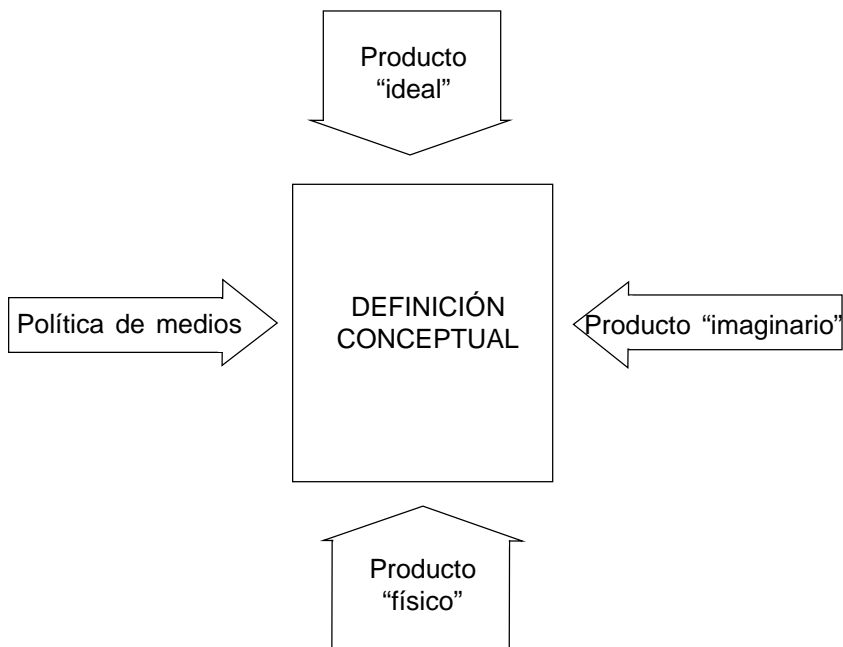 Producto
“ideal”
Política de medios
DEFINICIÓN
CONCEPTUAL
Producto “imaginario”
Producto
“físico”